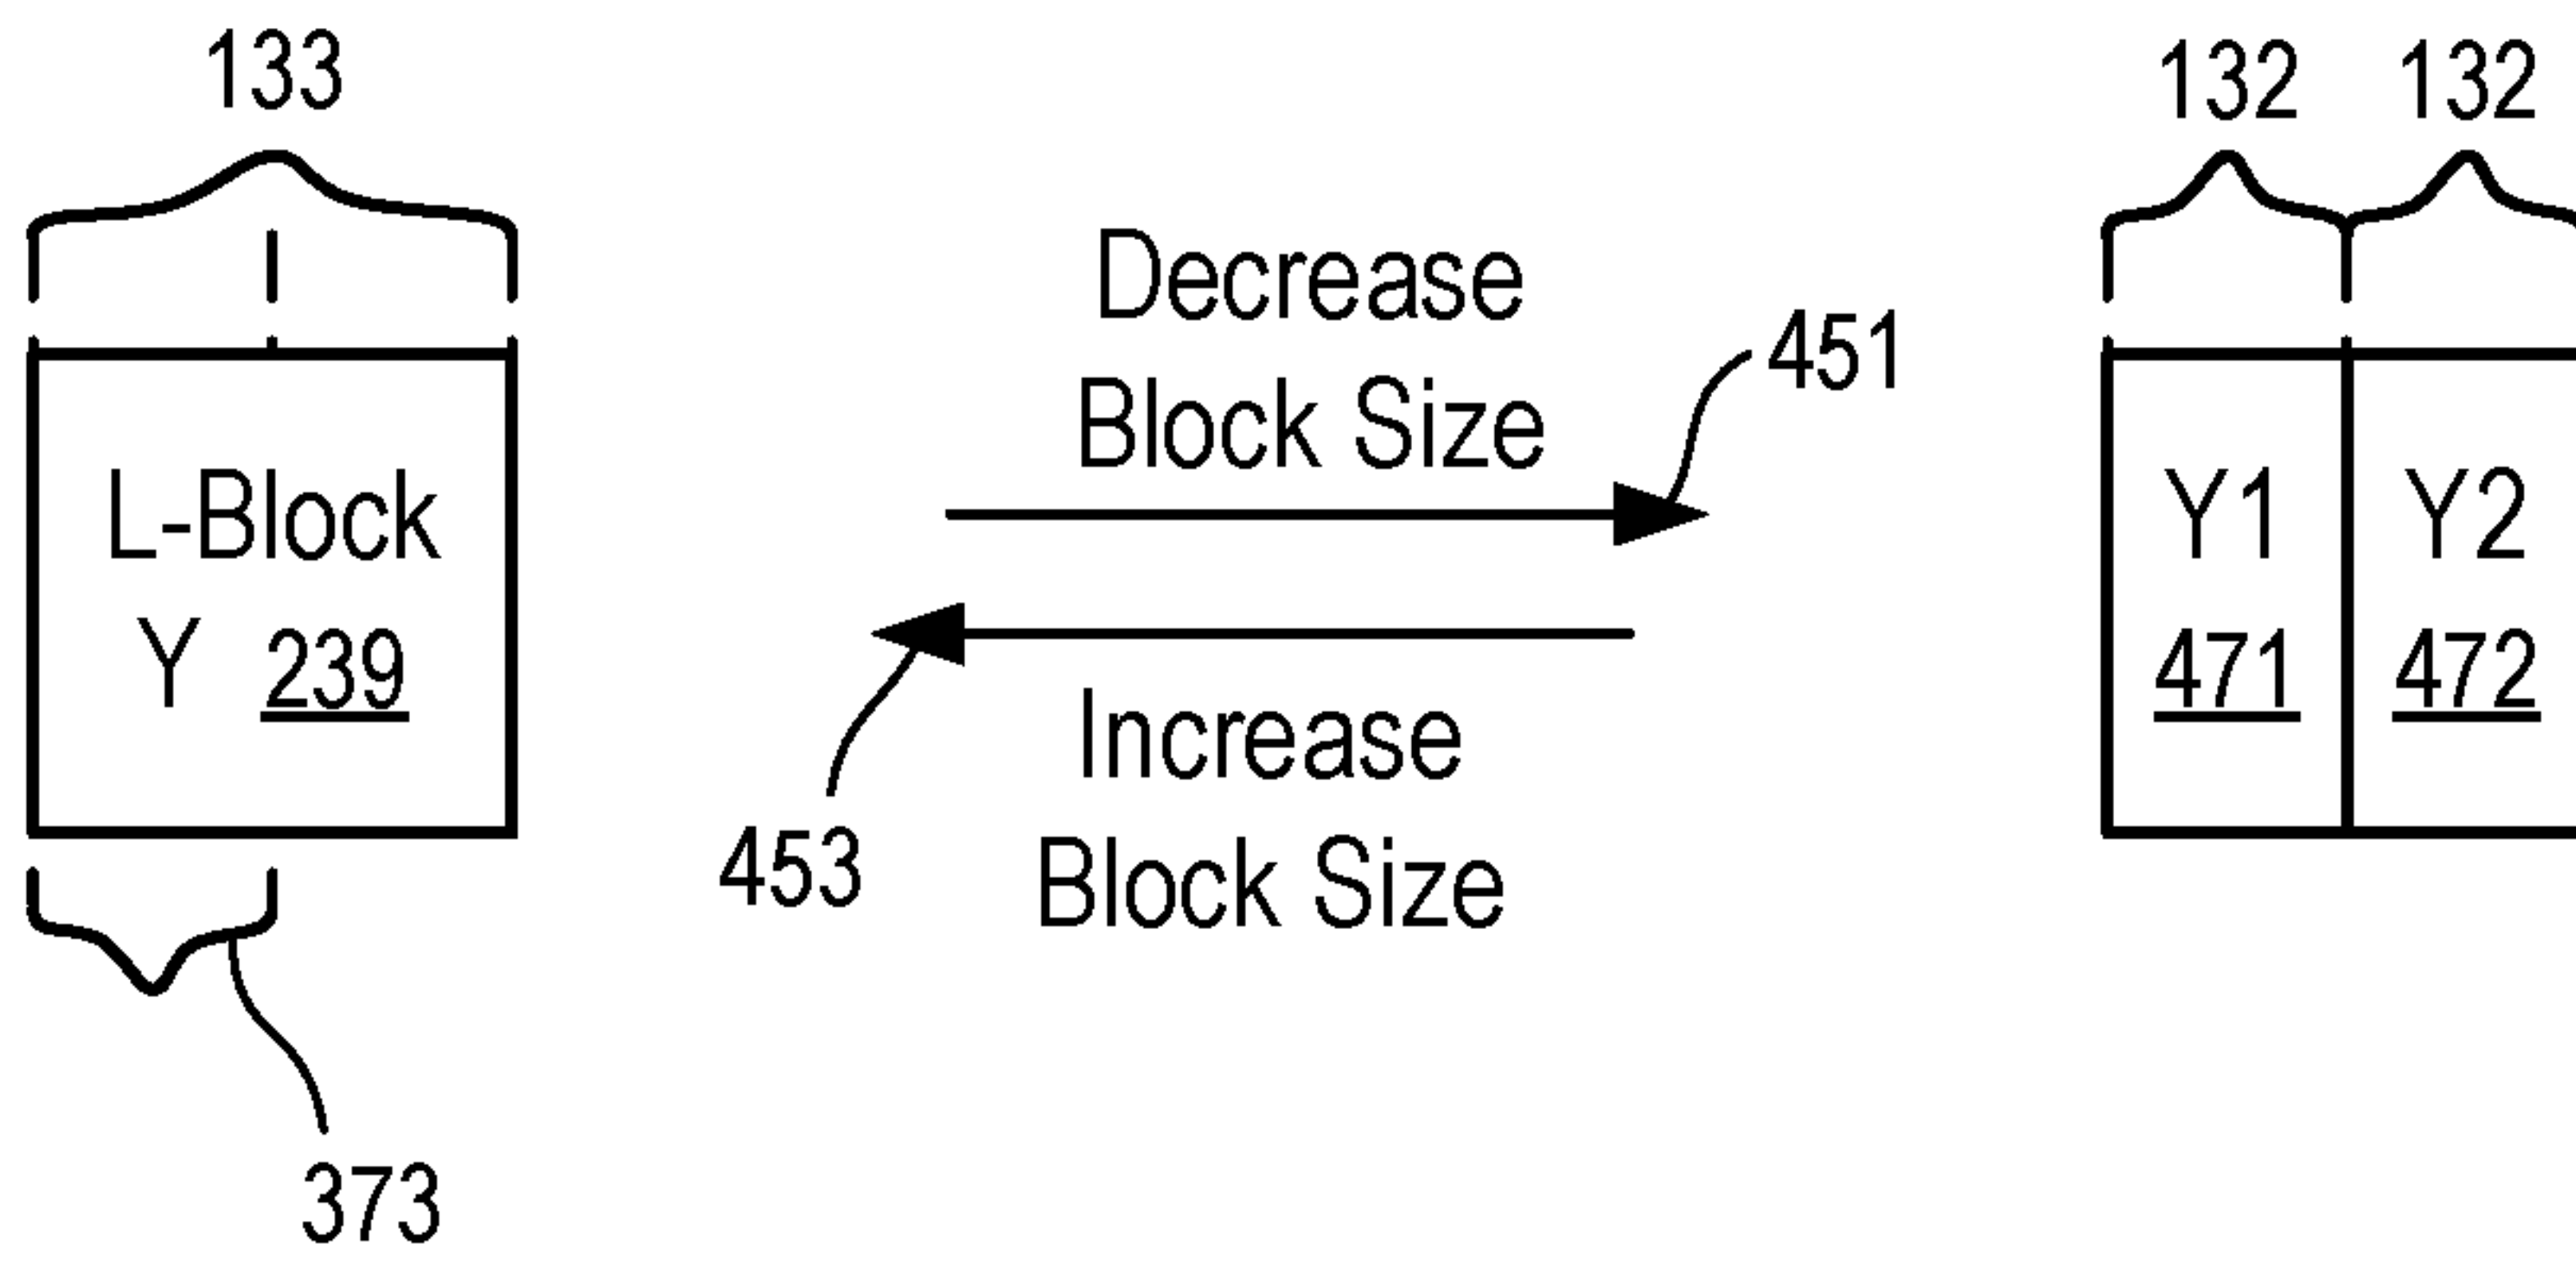 133
132 132
Decrease
Block Size
451
L-Block
Y 239
Y1
471
Y2
472
453
Increase
Block Size
373